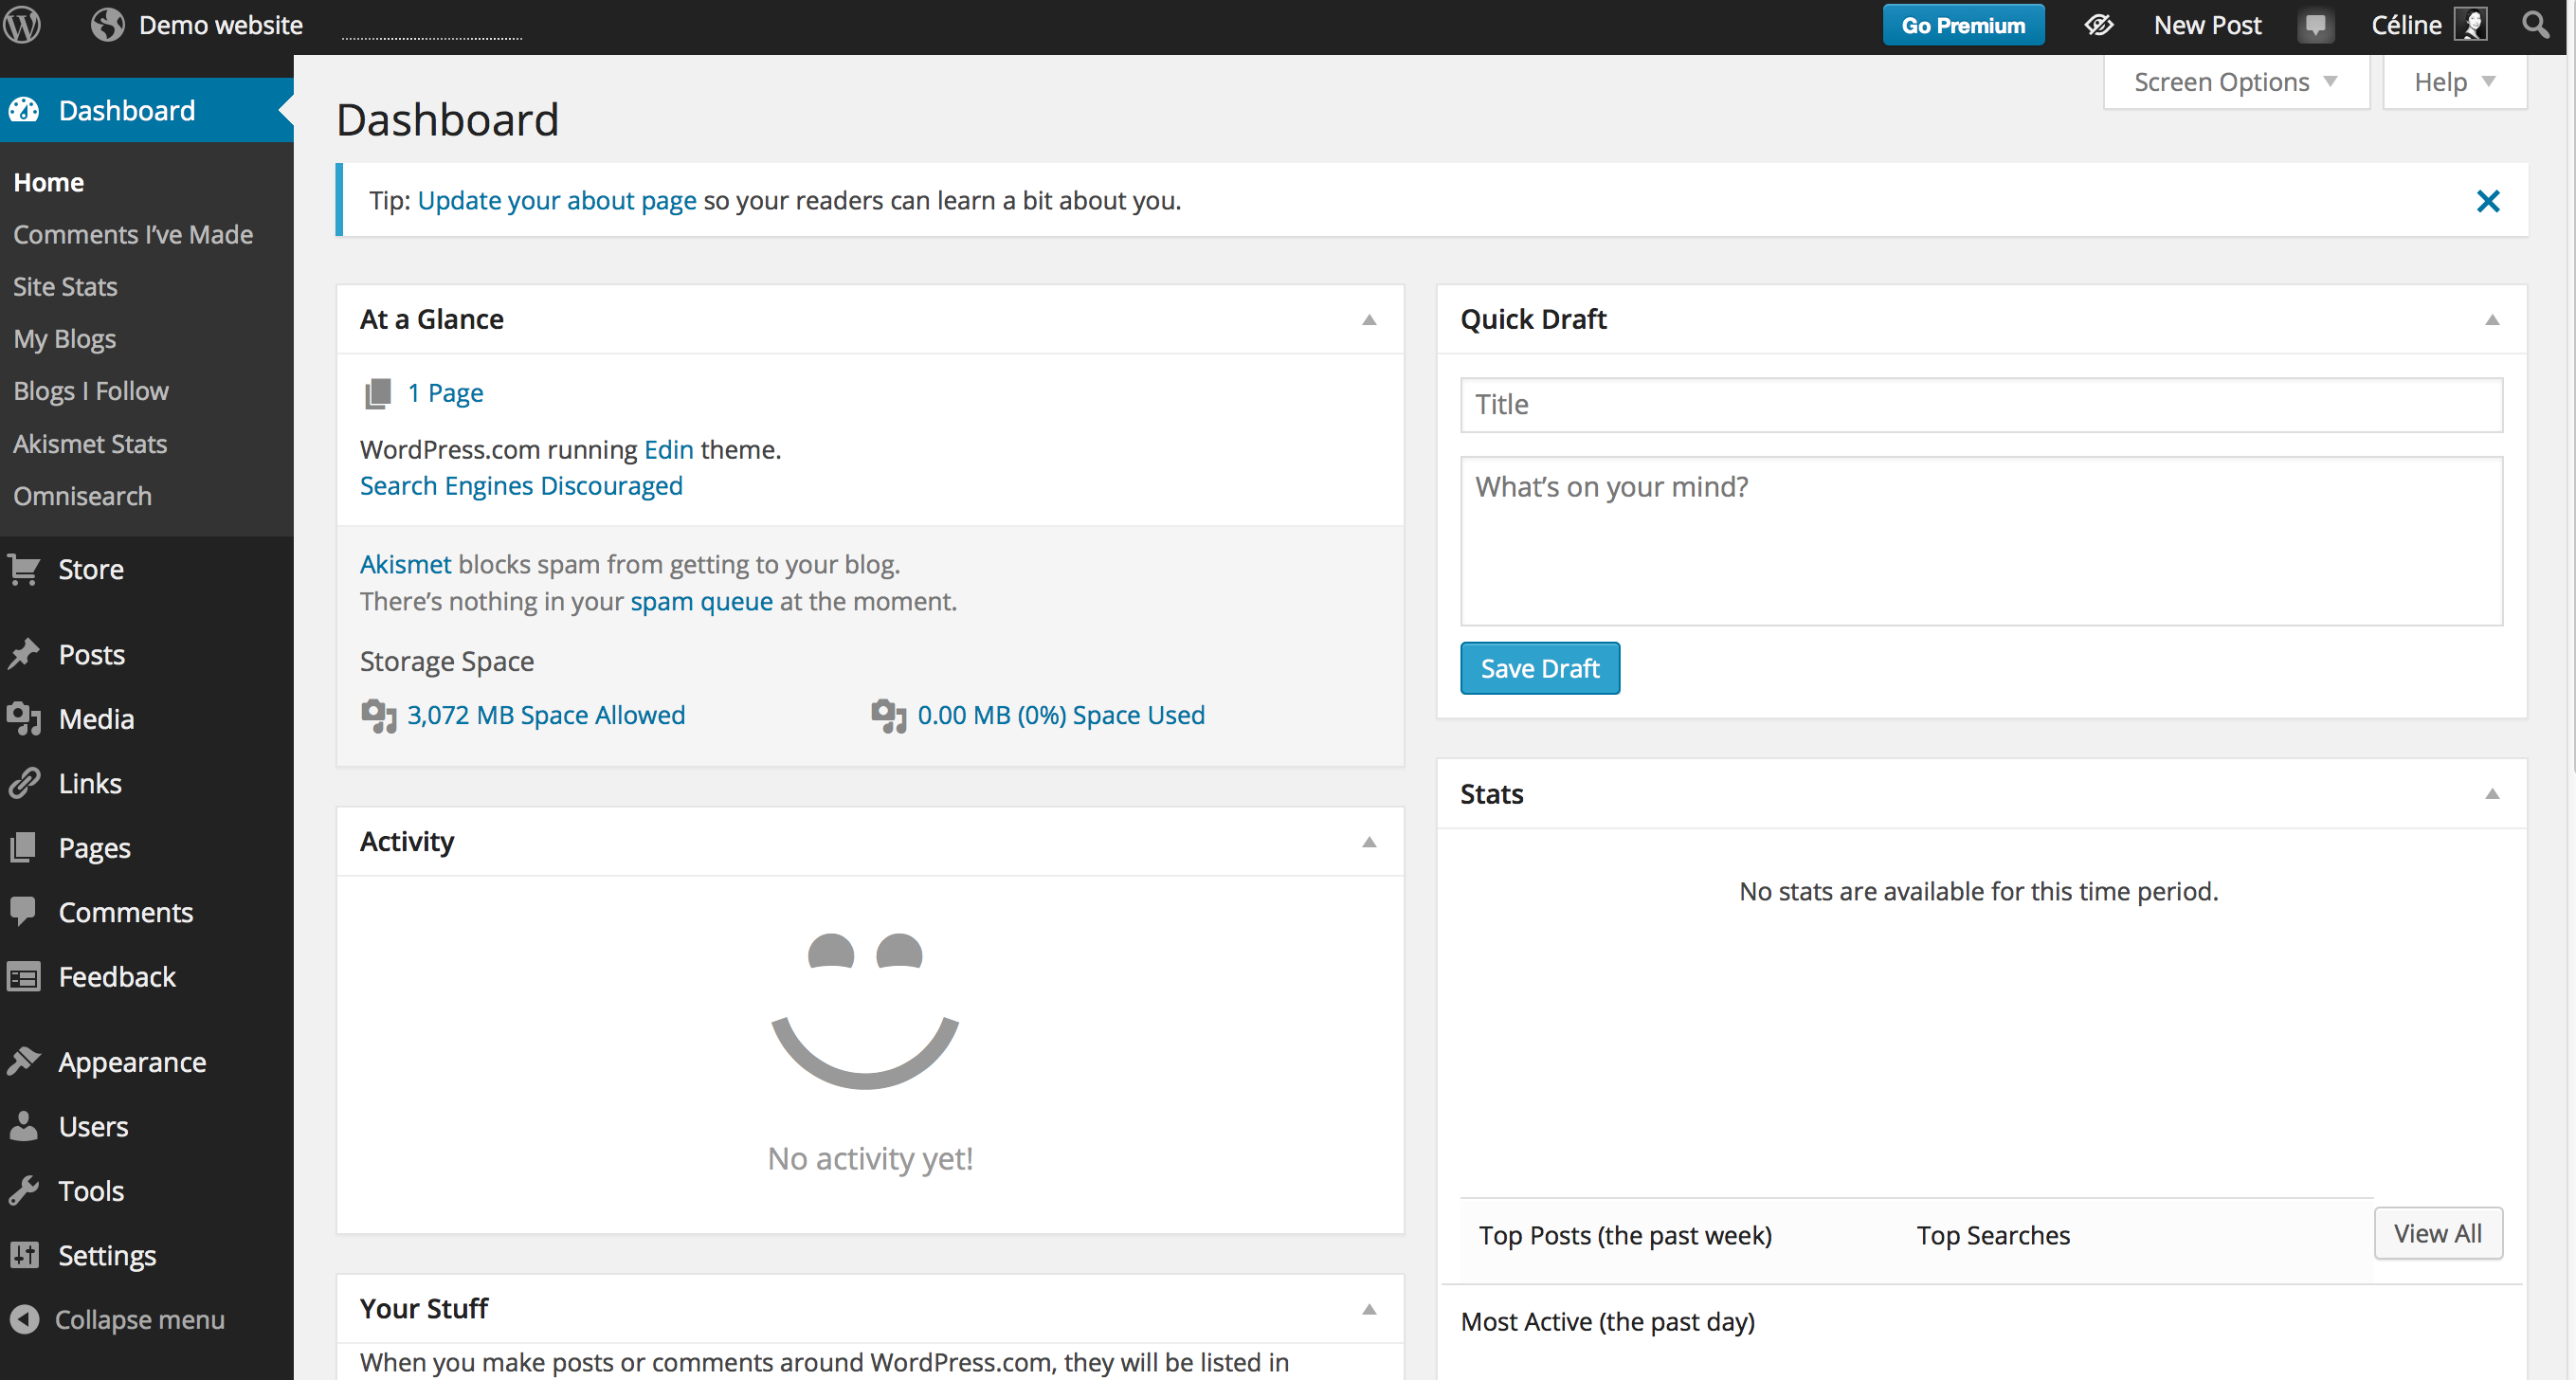 Demo website
Go Premium
New Post
Céline
Dashboard
Home
Comments I’ve Made
Site Stats
My Blogs
Blogs I Follow
Akismet Stats
Omnisearch
Store
Posts
Media
Links
Pages
Comments
Feedback
Appearance
Users
Tools
Settings
Collapse menu
Screen Options
Help
Dashboard
Tip: Update your about page so your readers can learn a bit about you.
At a Glance
1 Page
WordPress.com running Edin theme.
Search Engines Discouraged
Akismet blocks spam from getting to your blog.
There’s nothing in your spam queue at the moment.
Storage Space
3,072 MB Space Allowed
0.00 MB (0%) Space Used
Activity
No activity yet!
Your Stuff
When you make posts or comments around WordPress.com, they will be listed in
Quick Draft
Title
What’s on your mind?
Save Draft
Stats
No stats are available for this time period.
Top Posts (the past week)
Top Searches
View All
Most Active (the past day)